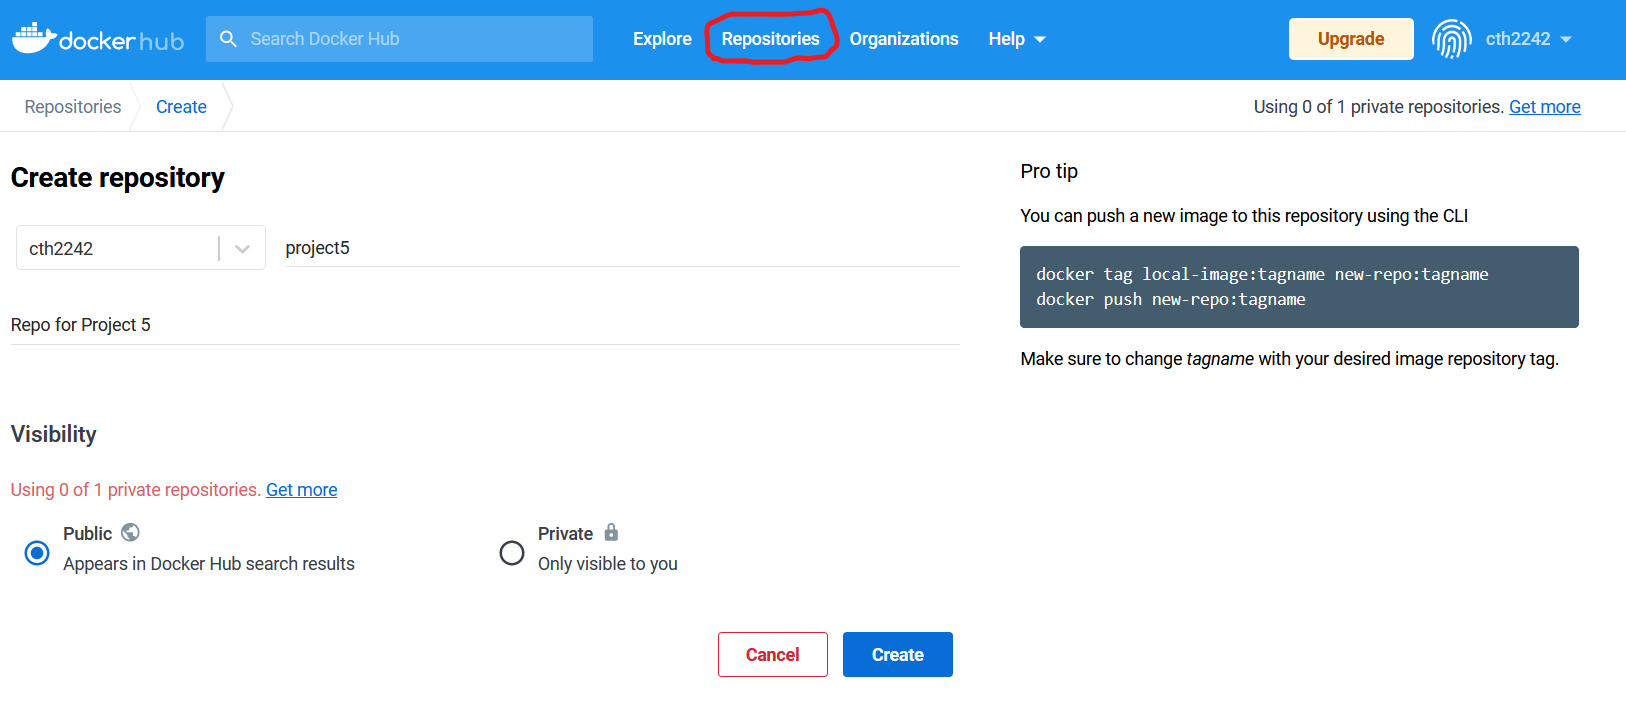 dockerhub Search Docker Hub Explore Repositories Organizations Help Upgrade cth2242
Repositories Create Using 0 of 1 private repositories. Get more
Create repository
cth2242 project5
Repo for Project 5
Visibility
Using 0 of 1 private repositories. Get more
Public Private
Appears in Docker Hub search results Only visible to you
Cancel Create
Pro tip
You can push a new image to this repository using the CLI
docker tag local-image:tagname new-repo:tagname
docker push new-repo:tagname
Make sure to change tagname with your desired image repository tag.